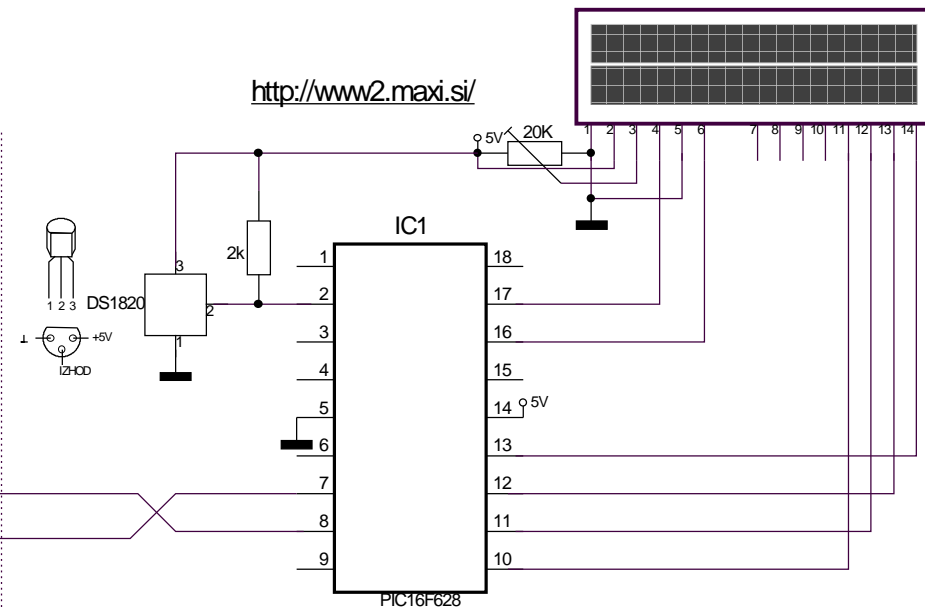 http://www2.maxi.si/
5V
20K
1 2 3 4 5 6 7 8 9 10 11 12 13 14
IC1
2k
3
DS1820
2
1
1 2 3
⊥
+5V
IZHOD
1 18
2 17
3 16
4 15
5 14
5V
6 13
7 12
8 11
9 10
PIC16F628